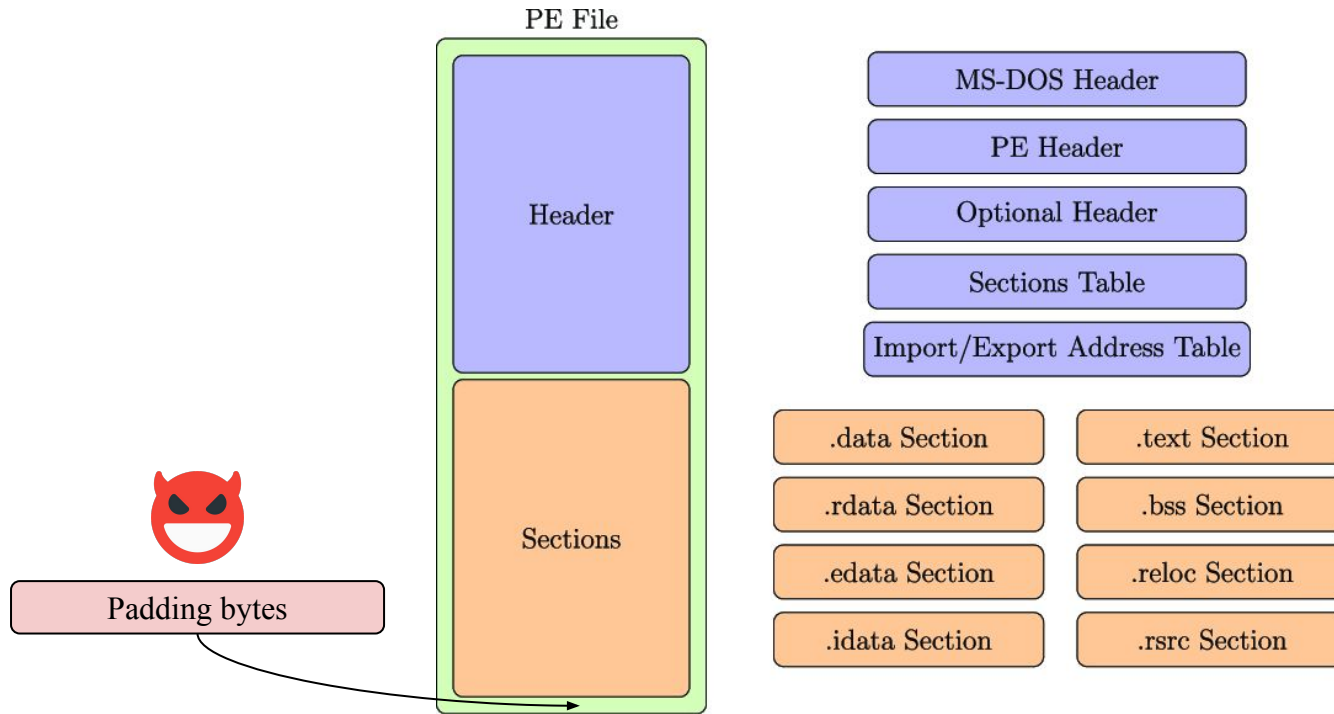 PE File
Header
Sections
Padding bytes
MS-DOS Header
PE Header
Optional Header
Sections Table
Import/Export Address Table
.data Section
.text Section
.rdata Section
.bss Section
.edata Section
.reloc Section
.idata Section
.rsrc Section